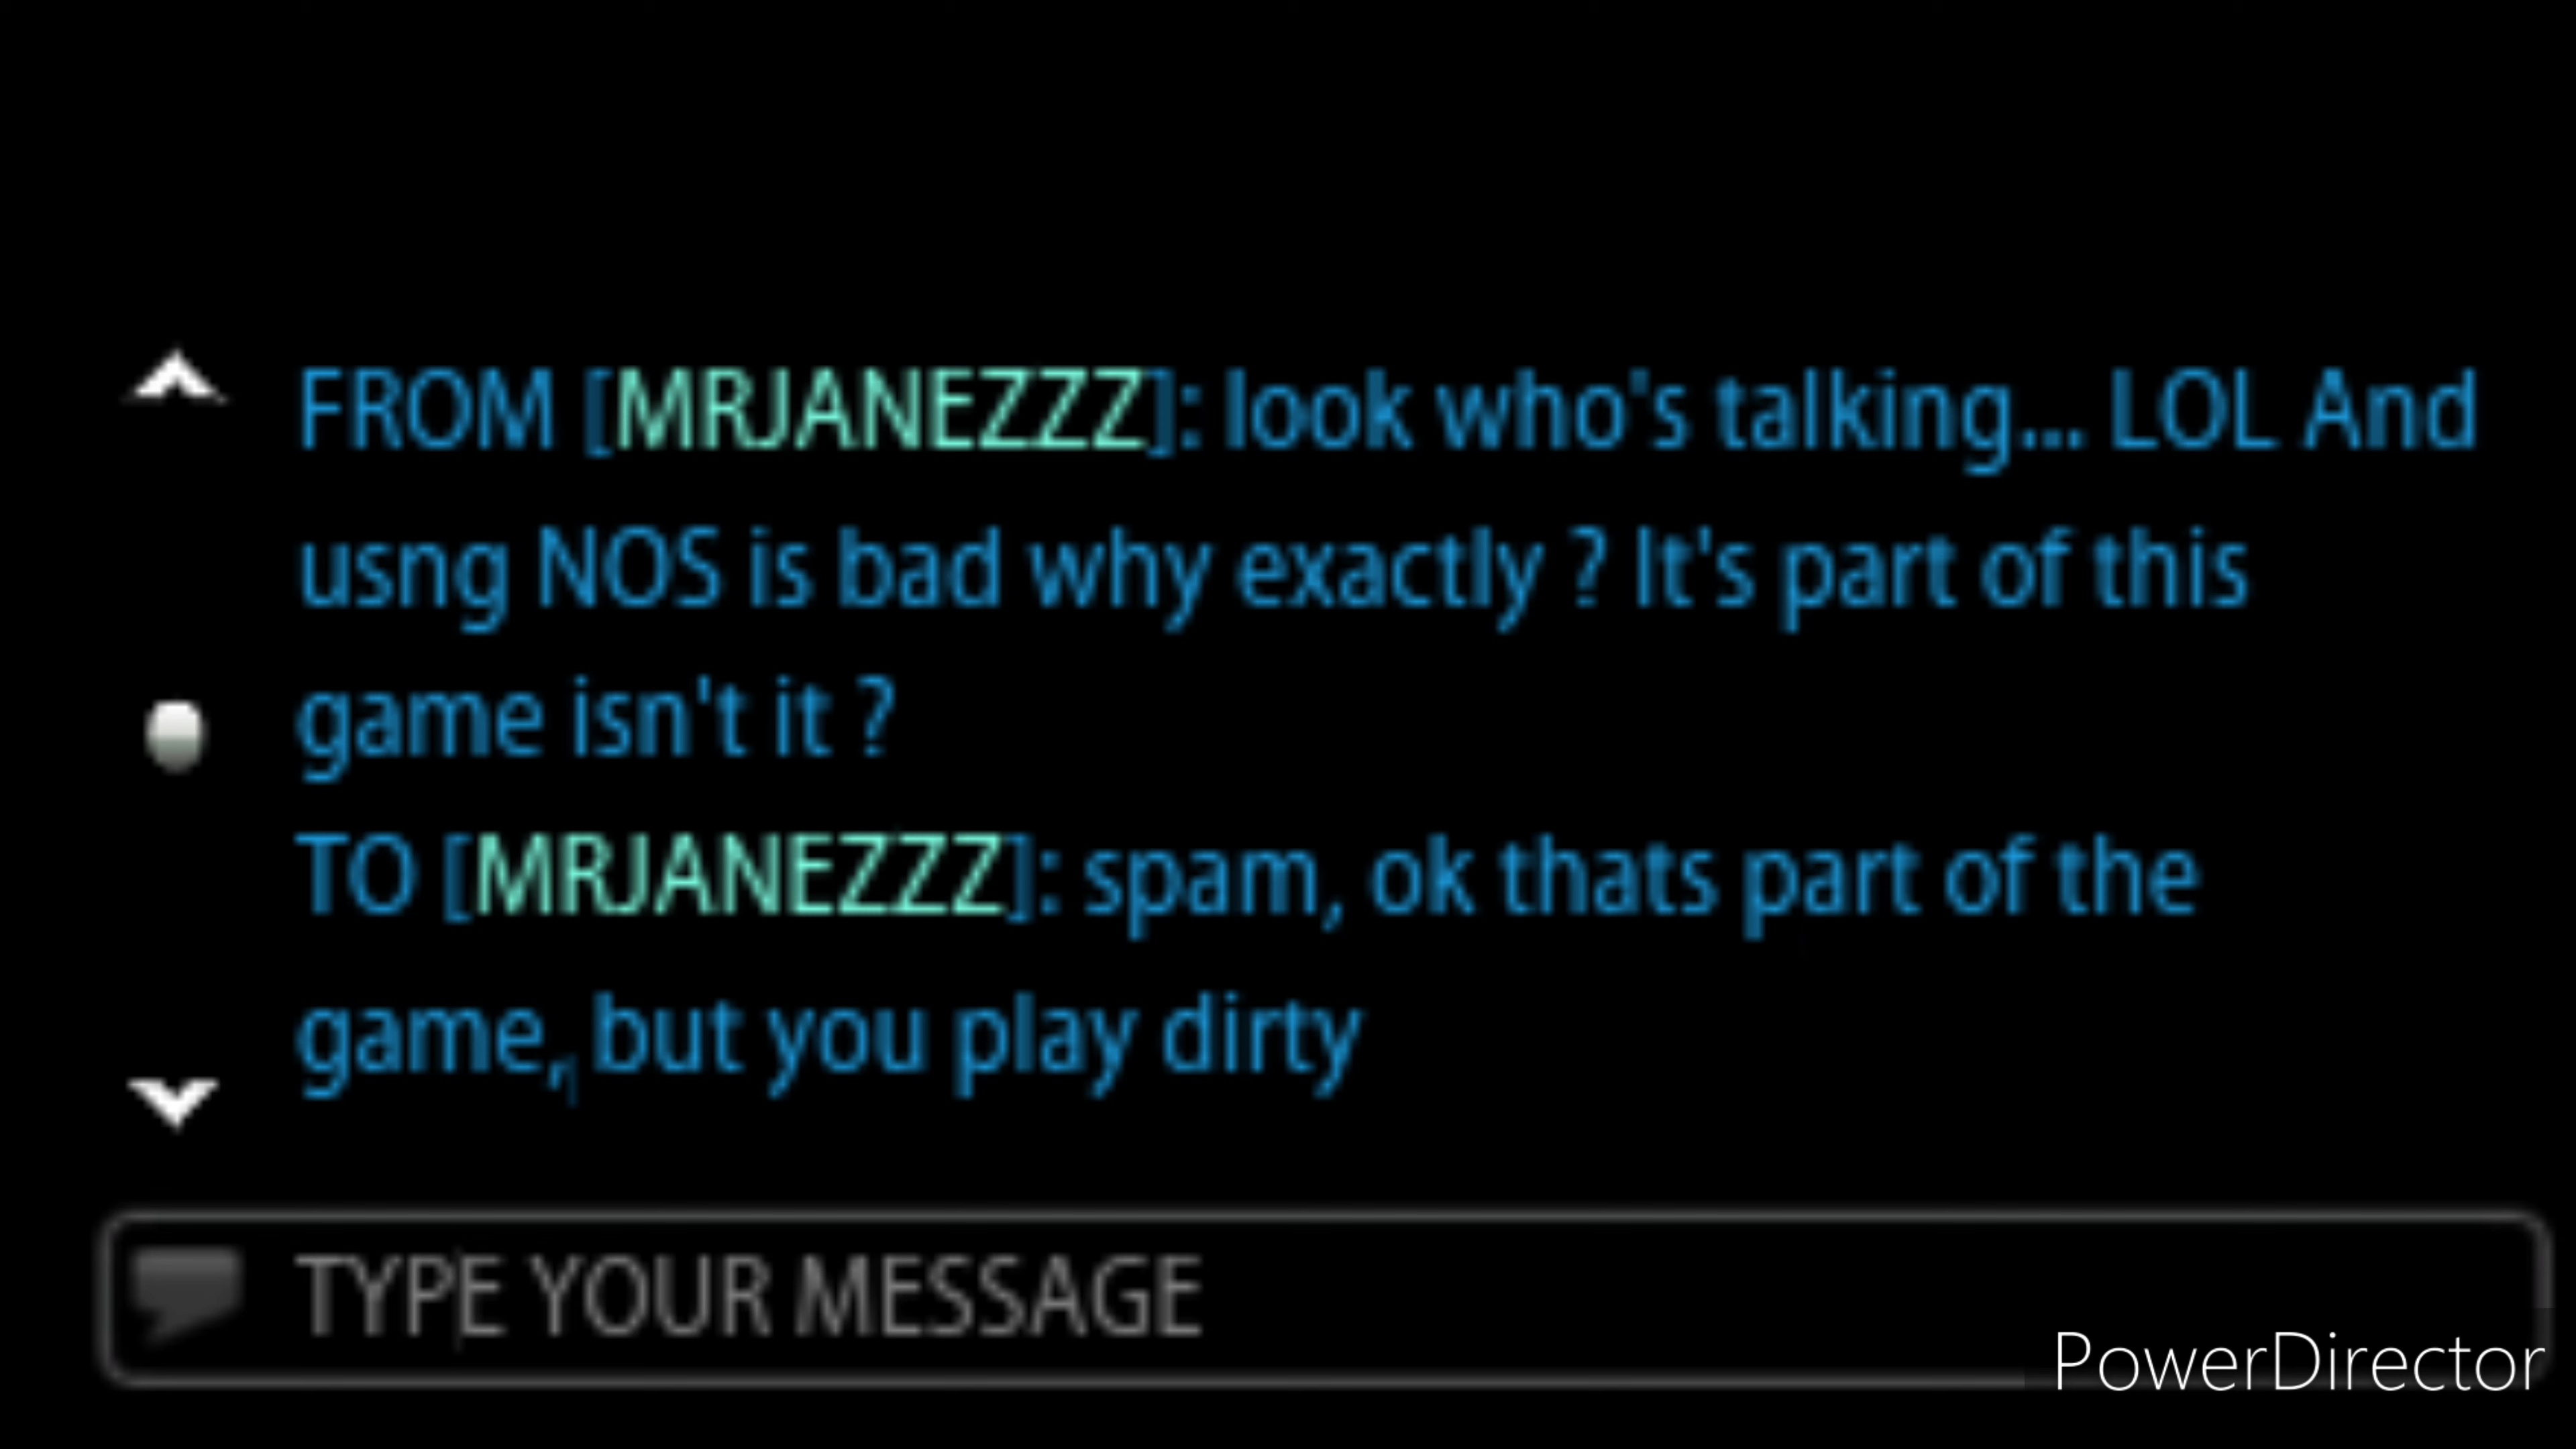 FROM [MRJANEZZZ]: look who's talking... LOL And
usng NOS is bad why exactly ? It's part of this
game isn't it ?
TO [MRJANEZZZ]: spam, ok thats part of the
game, but you play dirty
TYPE YOUR MESSAGE
PowerDirector